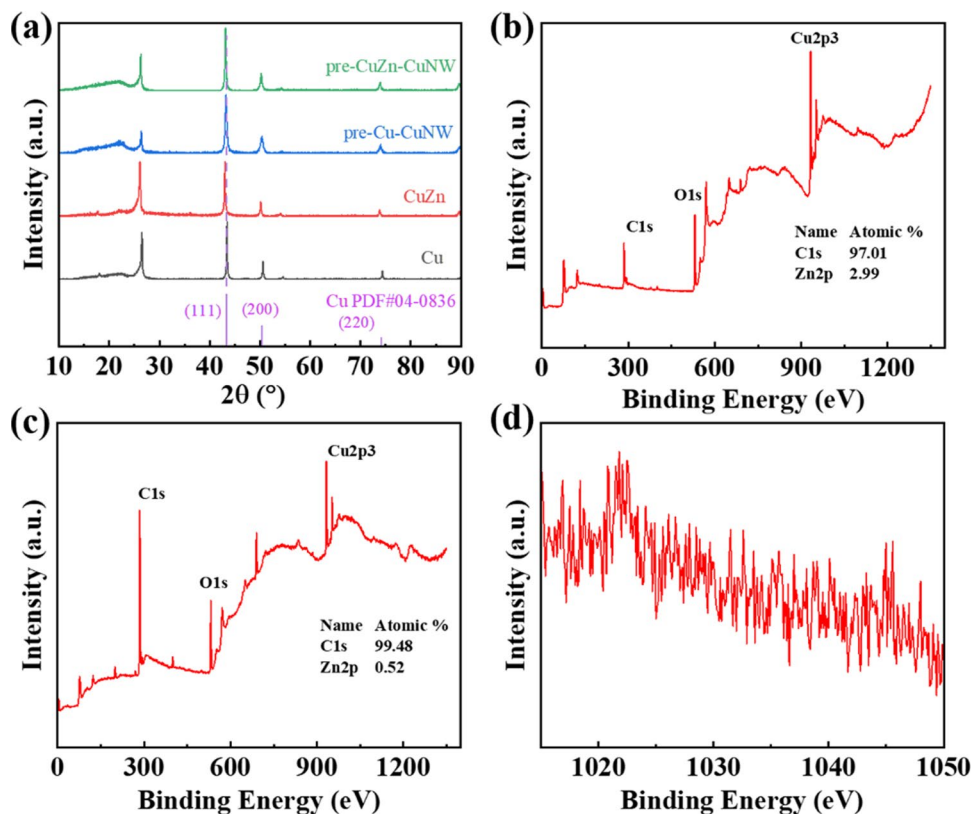 (a)
pre-CuZn-CuNW
pre-Cu-CuNW
CuZn
Cu
Cu PDF#04-0836
(111)
(200)
(220)
10 20 30 40 50 60 70 80 90
2θ (°)
Intensity (a.u.)
(b)
Cu2p3
O1s
C1s
Name Atomic %
C1s 97.01
Zn2p 2.99
0 300 600 900 1200
Binding Energy (eV)
Intensity (a.u.)
(c)
Cu2p3
C1s
O1s
Name Atomic %
C1s 99.48
Zn2p 0.52
0 300 600 900 1200
Binding Energy (eV)
Intensity (a.u.)
(d)
1020 1030 1040 1050
Binding Energy (eV)
Intensity (a.u.)